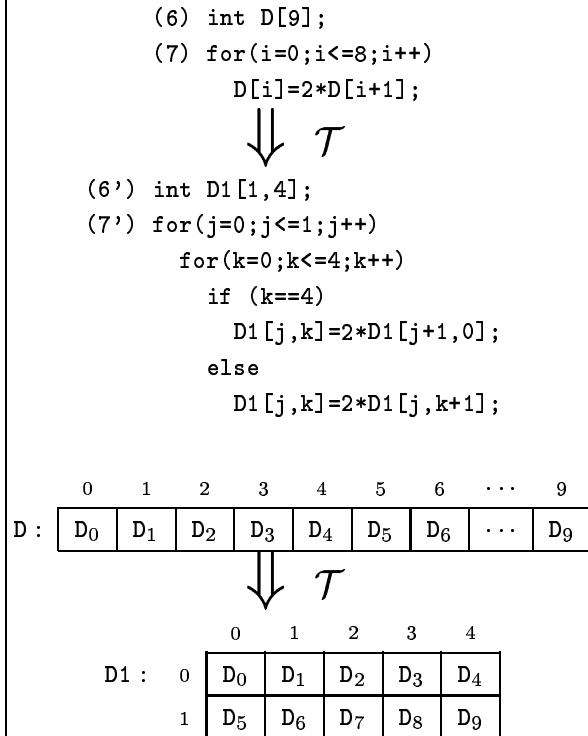 (6) int D[9];
(7) for(i=0;i<=8;i++)
D[i]=2*D[i+1];
⇓ 𝒯
(6') int D1[1,4];
(7') for(j=0;j<=1;j++)
for(k=0;k<=4;k++)
if (k==4)
D1[j,k]=2*D1[j+1,0];
else
D1[j,k]=2*D1[j,k+1];
0 1 2 3 4 5 6 ··· 9
D : D₀ D₁ D₂ D₃ D₄ D₅ D₆ ··· D₉
⇓ 𝒯
0 1 2 3 4
D1 : 0 D₀ D₁ D₂ D₃ D₄
1 D₅ D₆ D₇ D₈ D₉